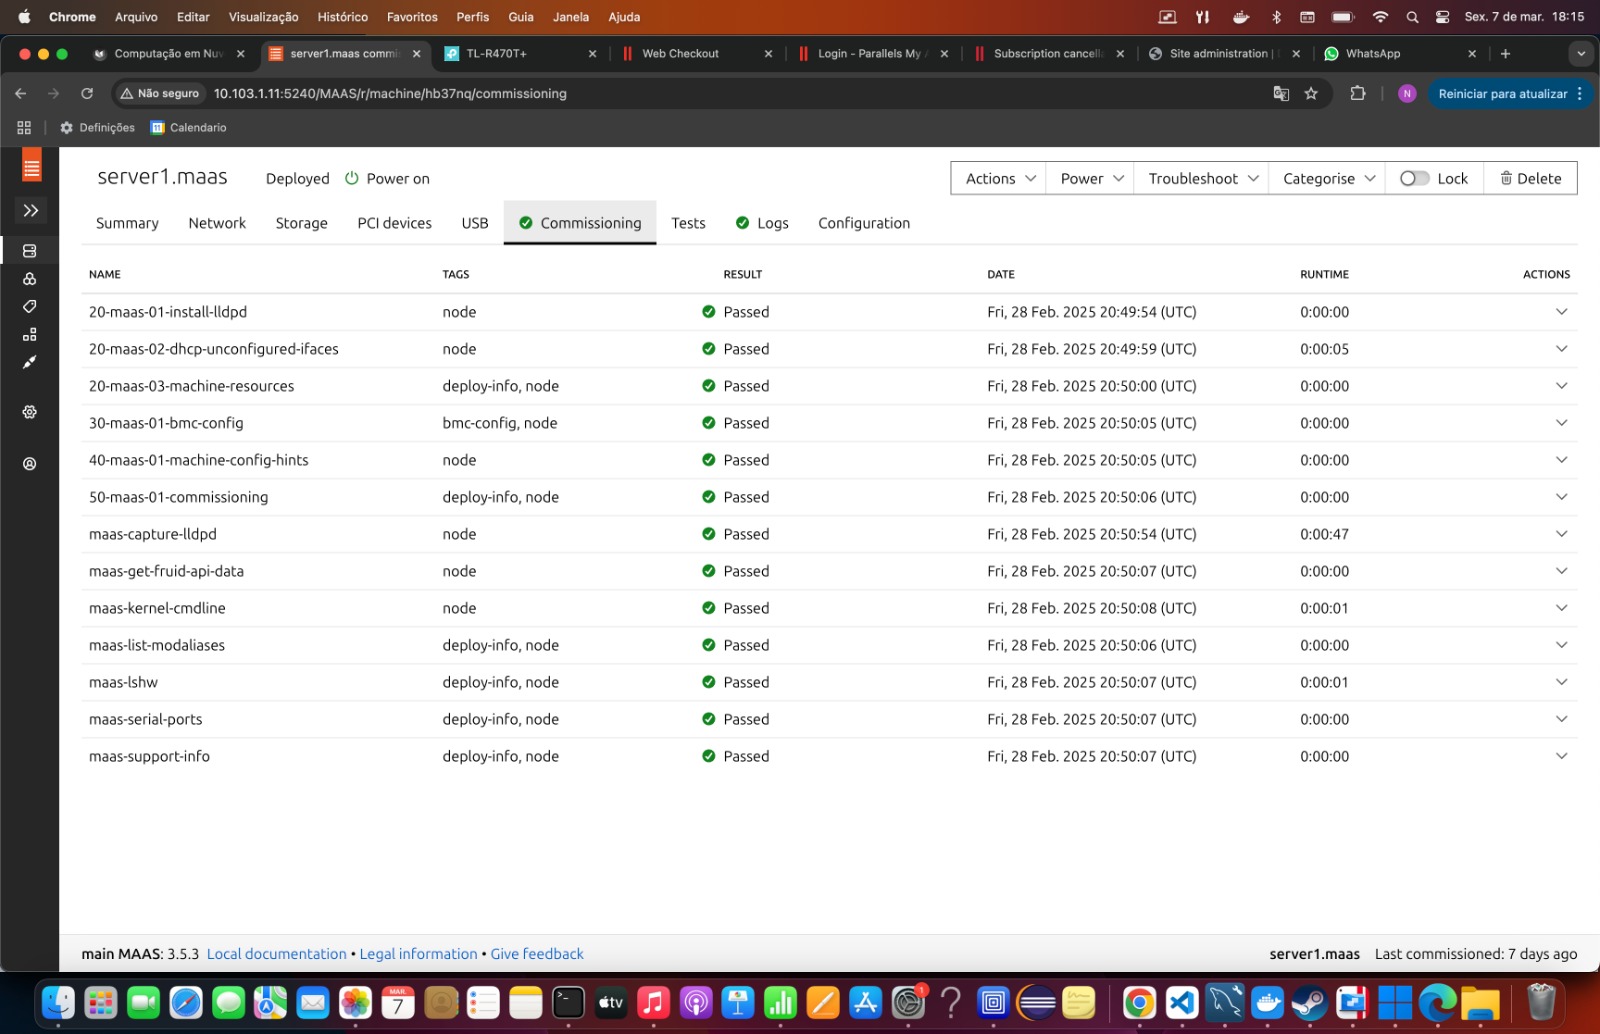 Chrome Arquivo Editar Visualização Histórico Favoritos Perfis Guia Janela Ajuda Sex. 7 de mar. 18:15
Computação em Nuv server1.maas commi TL-R470T+ Web Checkout Login - Parallels My Subscription cancell Site administration | WhatsApp
Não seguro 10.103.1.11:5240/MAAS/r/machine/hb37nq/commissioning N Reiniciar para atualizar
Definições Calendario
server1.maas Deployed Power on Actions Power Troubleshoot Categorise Lock Delete
Summary Network Storage PCI devices USB Commissioning Tests Logs Configuration
NAME TAGS RESULT DATE RUNTIME ACTIONS
20-maas-01-install-lldpd node Passed Fri, 28 Feb. 2025 20:49:54 (UTC) 0:00:00
20-maas-02-dhcp-unconfigured-ifaces node Passed Fri, 28 Feb. 2025 20:49:59 (UTC) 0:00:05
20-maas-03-machine-resources deploy-info, node Passed Fri, 28 Feb. 2025 20:50:00 (UTC) 0:00:00
30-maas-01-bmc-config bmc-config, node Passed Fri, 28 Feb. 2025 20:50:05 (UTC) 0:00:00
40-maas-01-machine-config-hints node Passed Fri, 28 Feb. 2025 20:50:05 (UTC) 0:00:00
50-maas-01-commissioning deploy-info, node Passed Fri, 28 Feb. 2025 20:50:06 (UTC) 0:00:00
maas-capture-lldpd node Passed Fri, 28 Feb. 2025 20:50:54 (UTC) 0:00:47
maas-get-fruid-api-data node Passed Fri, 28 Feb. 2025 20:50:07 (UTC) 0:00:00
maas-kernel-cmdline node Passed Fri, 28 Feb. 2025 20:50:08 (UTC) 0:00:01
maas-list-modaliases deploy-info, node Passed Fri, 28 Feb. 2025 20:50:06 (UTC) 0:00:00
maas-lshw deploy-info, node Passed Fri, 28 Feb. 2025 20:50:07 (UTC) 0:00:01
maas-serial-ports deploy-info, node Passed Fri, 28 Feb. 2025 20:50:07 (UTC) 0:00:00
maas-support-info deploy-info, node Passed Fri, 28 Feb. 2025 20:50:07 (UTC) 0:00:00
main MAAS: 3.5.3 Local documentation • Legal information • Give feedback server1.maas Last commissioned: 7 days ago
MAR. 7 tv 1